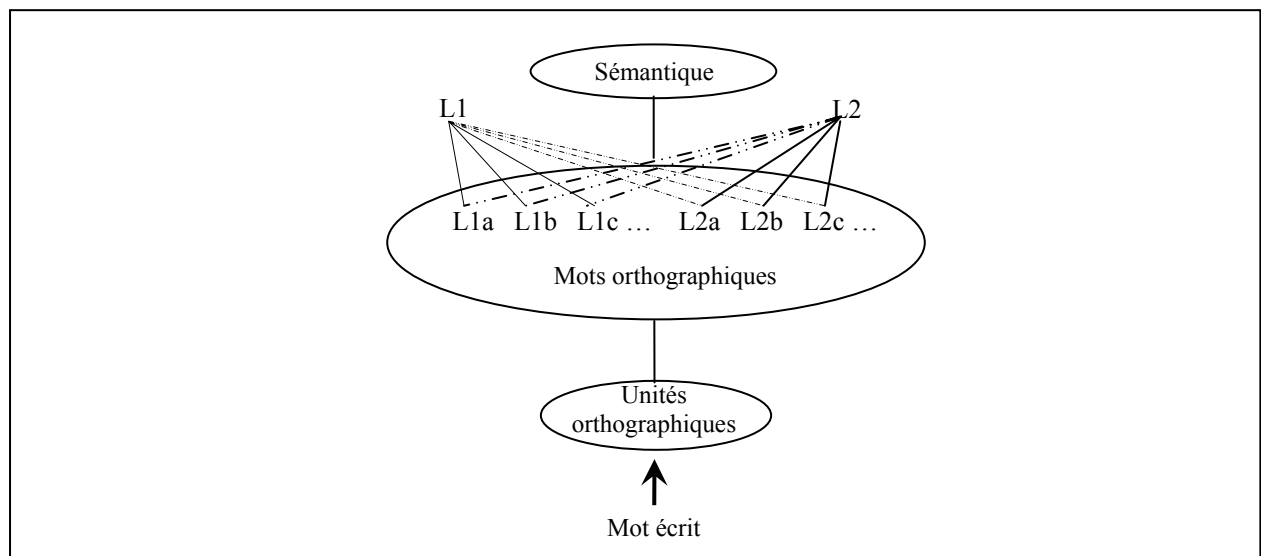 Sémantique
L1 L2
L1a L1b L1c … L2a L2b L2c …
Mots orthographiques
Unités
orthographiques
Mot écrit